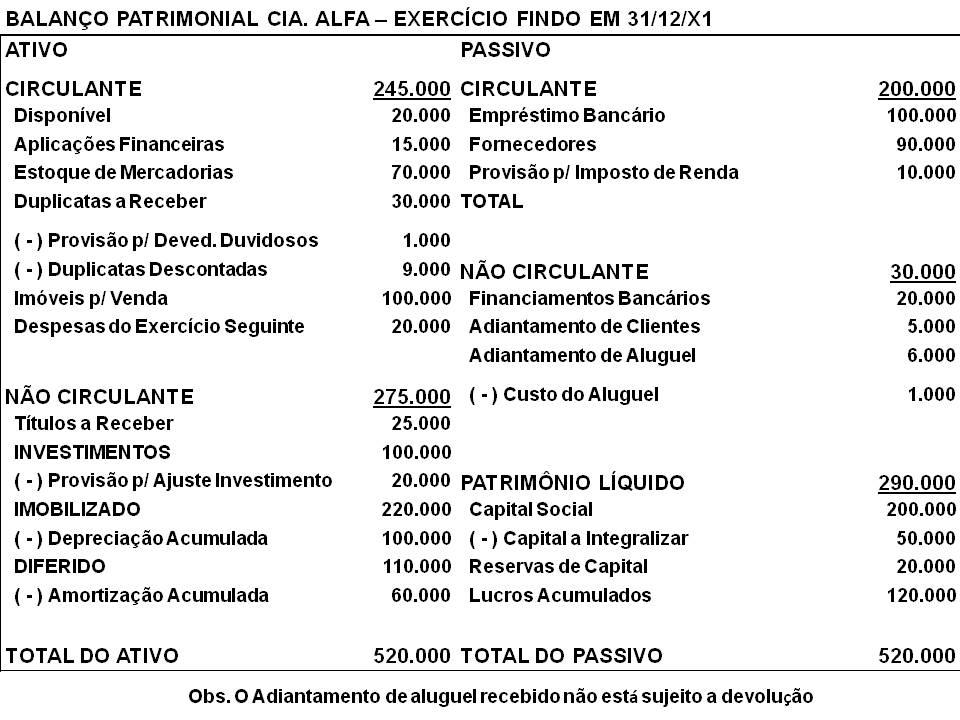 BALANÇO PATRIMONIAL CIA. ALFA – EXERCÍCIO FINDO EM 31/12/X1
ATIVO PASSIVO
CIRCULANTE 245.000 CIRCULANTE 200.000
Disponível 20.000 Empréstimo Bancário 100.000
Aplicações Financeiras 15.000 Fornecedores 90.000
Estoque de Mercadorias 70.000 Provisão p/ Imposto de Renda 10.000
Duplicatas a Receber 30.000 TOTAL
( - ) Provisão p/ Deved. Duvidosos 1.000
( - ) Duplicatas Descontadas 9.000 NÃO CIRCULANTE 30.000
Imóveis p/ Venda 100.000 Financiamentos Bancários 20.000
Despesas do Exercício Seguinte 20.000 Adiantamento de Clientes 5.000
Adiantamento de Aluguel 6.000
NÃO CIRCULANTE 275.000 ( - ) Custo do Aluguel 1.000
Títulos a Receber 25.000
INVESTIMENTOS 100.000
( - ) Provisão p/ Ajuste Investimento 20.000 PATRIMÔNIO LÍQUIDO 290.000
IMOBILIZADO 220.000 Capital Social 200.000
( - ) Depreciação Acumulada 100.000 ( - ) Capital a Integralizar 50.000
DIFERIDO 110.000 Reservas de Capital 20.000
( - ) Amortização Acumulada 60.000 Lucros Acumulados 120.000
TOTAL DO ATIVO 520.000 TOTAL DO PASSIVO 520.000
Obs. O Adiantamento de aluguel recebido não está sujeito a devolução